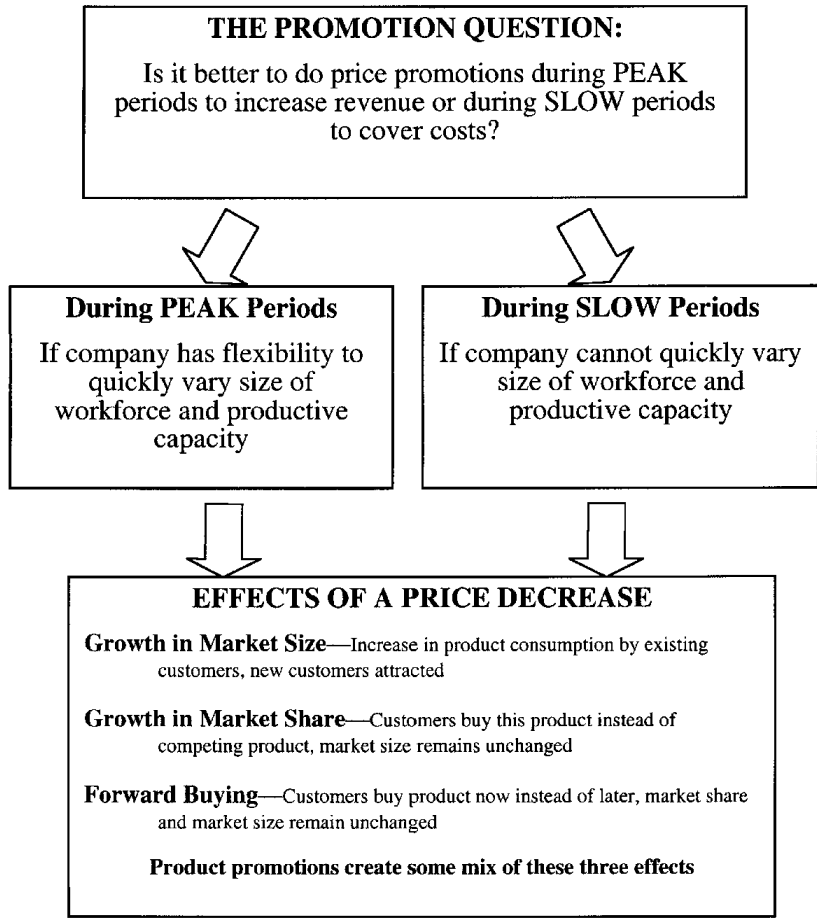 THE PROMOTION QUESTION:
Is it better to do price promotions during PEAK
periods to increase revenue or during SLOW periods
to cover costs?
During PEAK Periods
If company has flexibility to
quickly vary size of
workforce and productive
capacity
During SLOW Periods
If company cannot quickly vary
size of workforce and
productive capacity
EFFECTS OF A PRICE DECREASE
Growth in Market Size—Increase in product consumption by existing
customers, new customers attracted
Growth in Market Share—Customers buy this product instead of
competing product, market size remains unchanged
Forward Buying—Customers buy product now instead of later, market share
and market size remain unchanged
Product promotions create some mix of these three effects